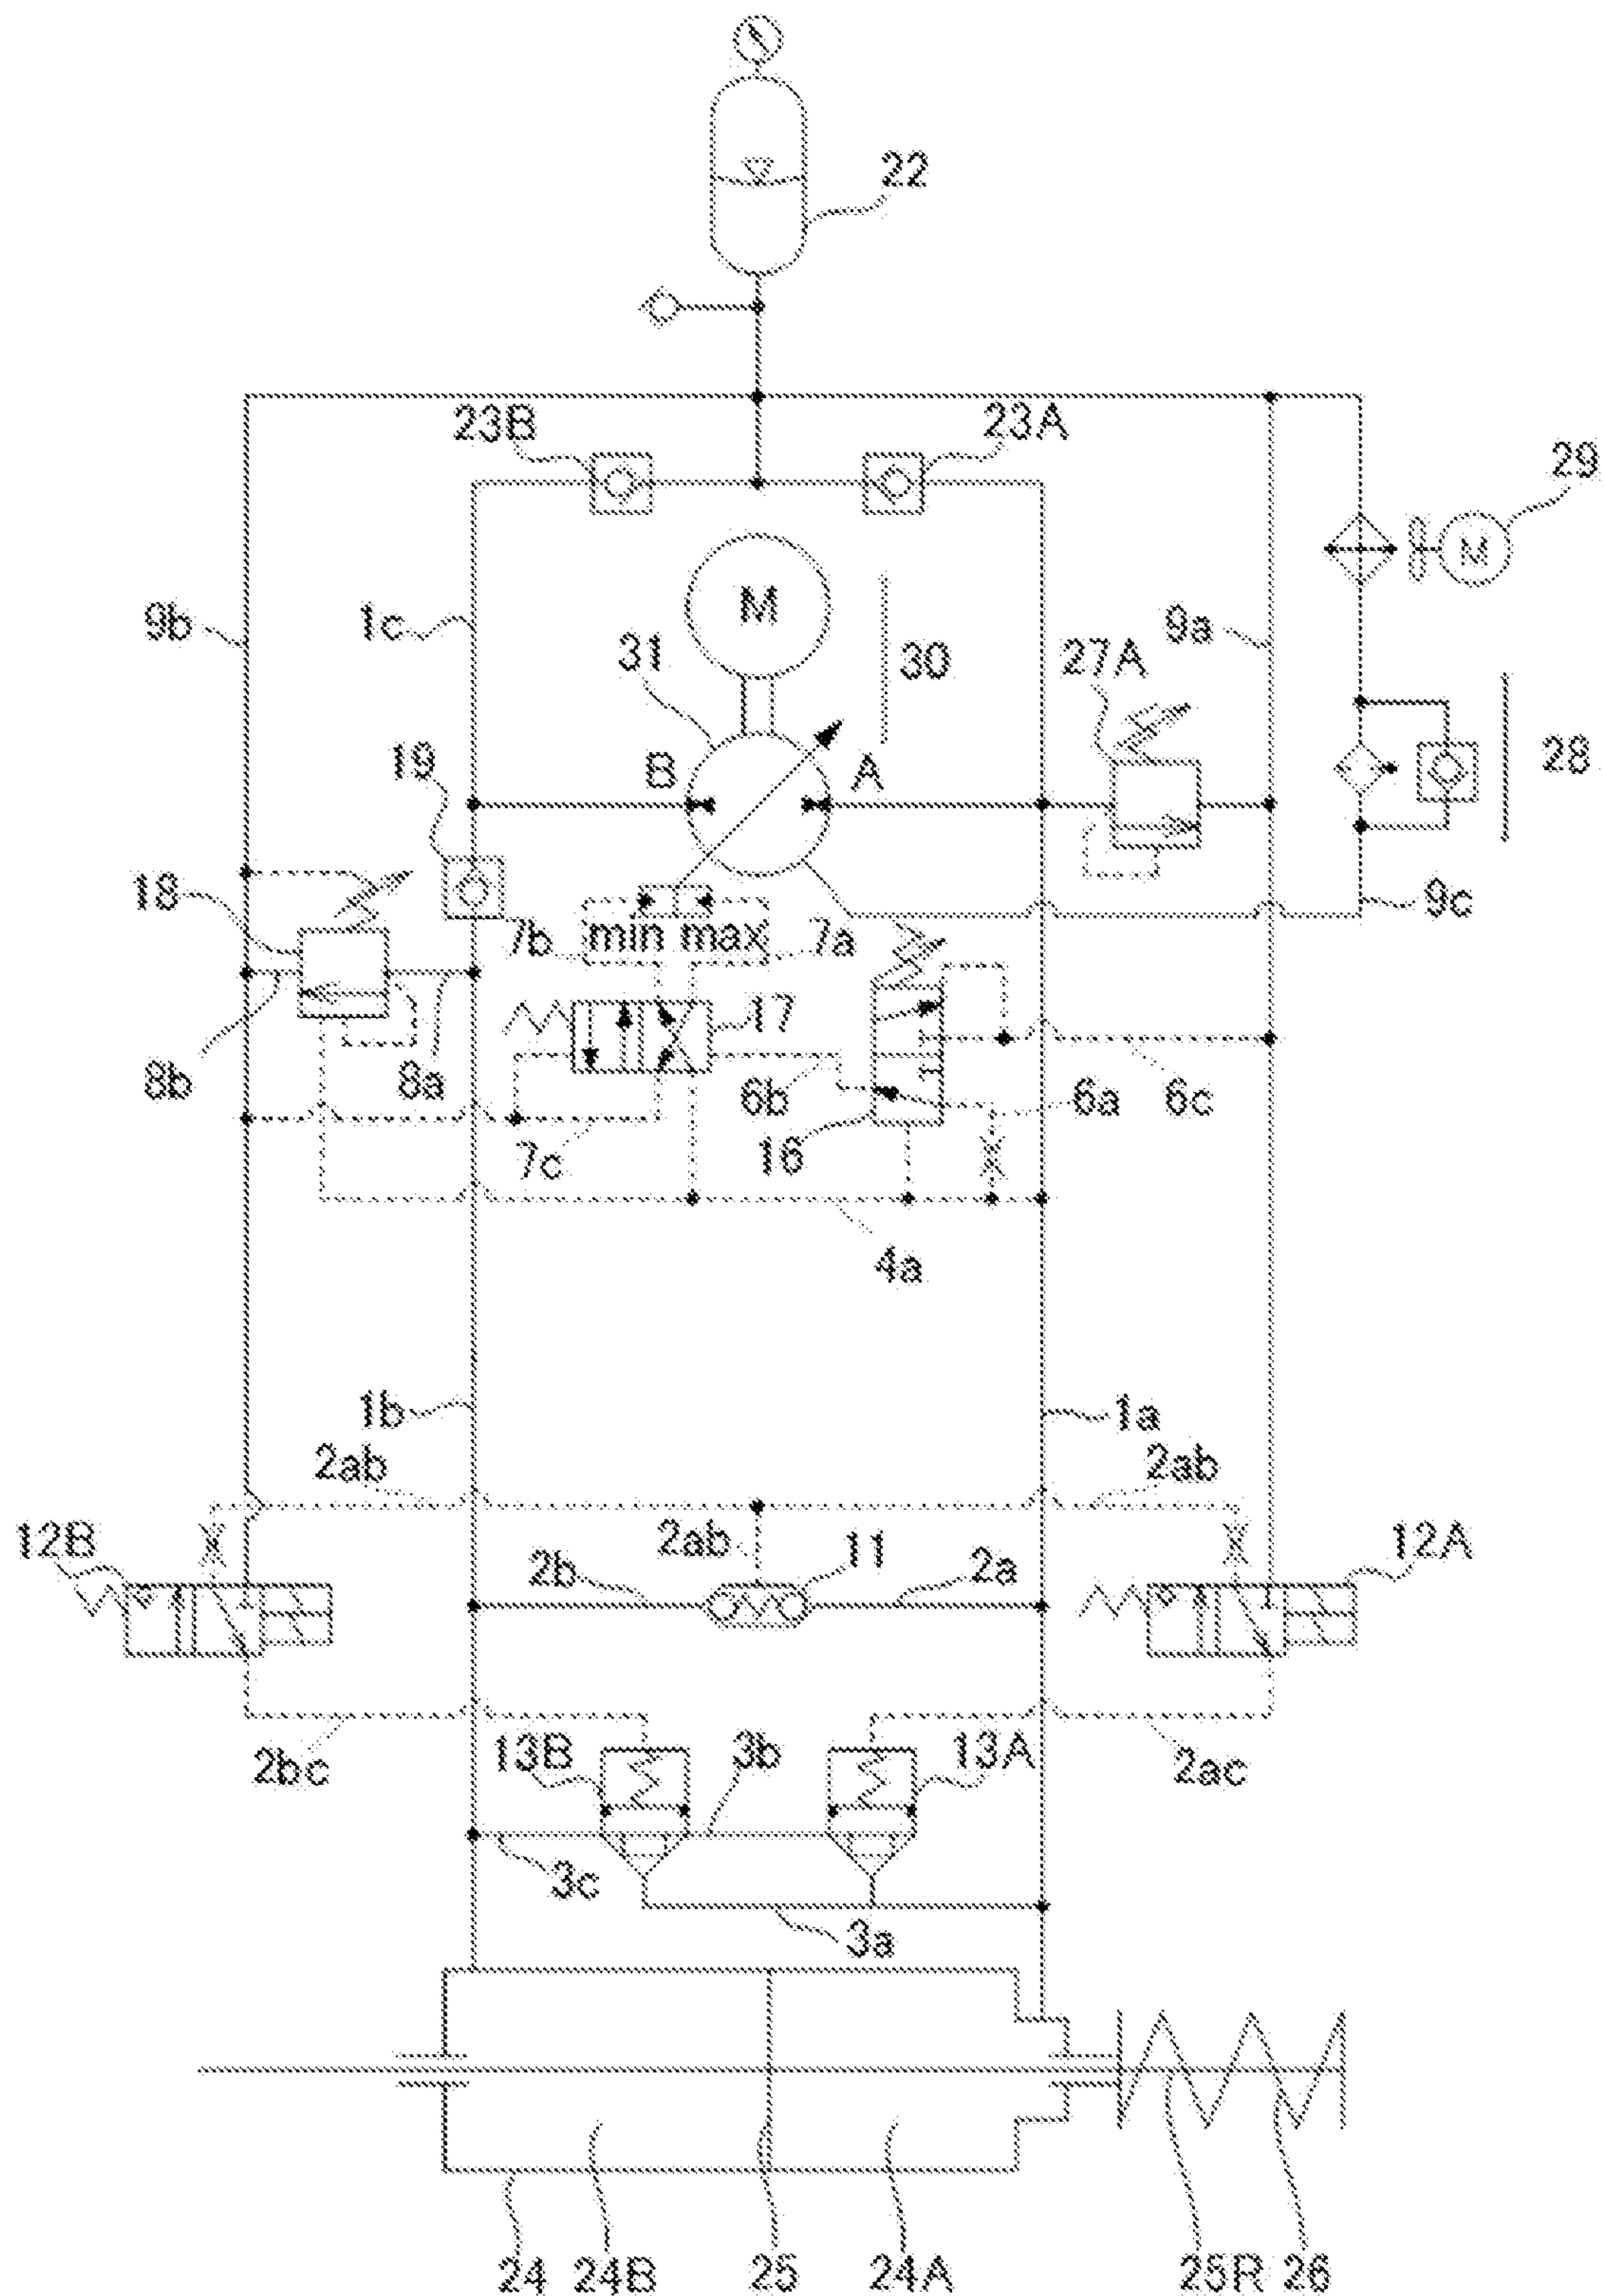 22
23B 23A
29
M
M
9b 1c 9a
31 30 27A
28
19 B A
18 9c
7b min max 7a
17
8b 8a 6b 6a 6c
7c 16
4a
1b 1a
2ab 2ab
12B 2ab 11 12A
2b 2a
2bc 13B 3b 13A 2ac
3c
3a
24 24B 25 24A 25R 26